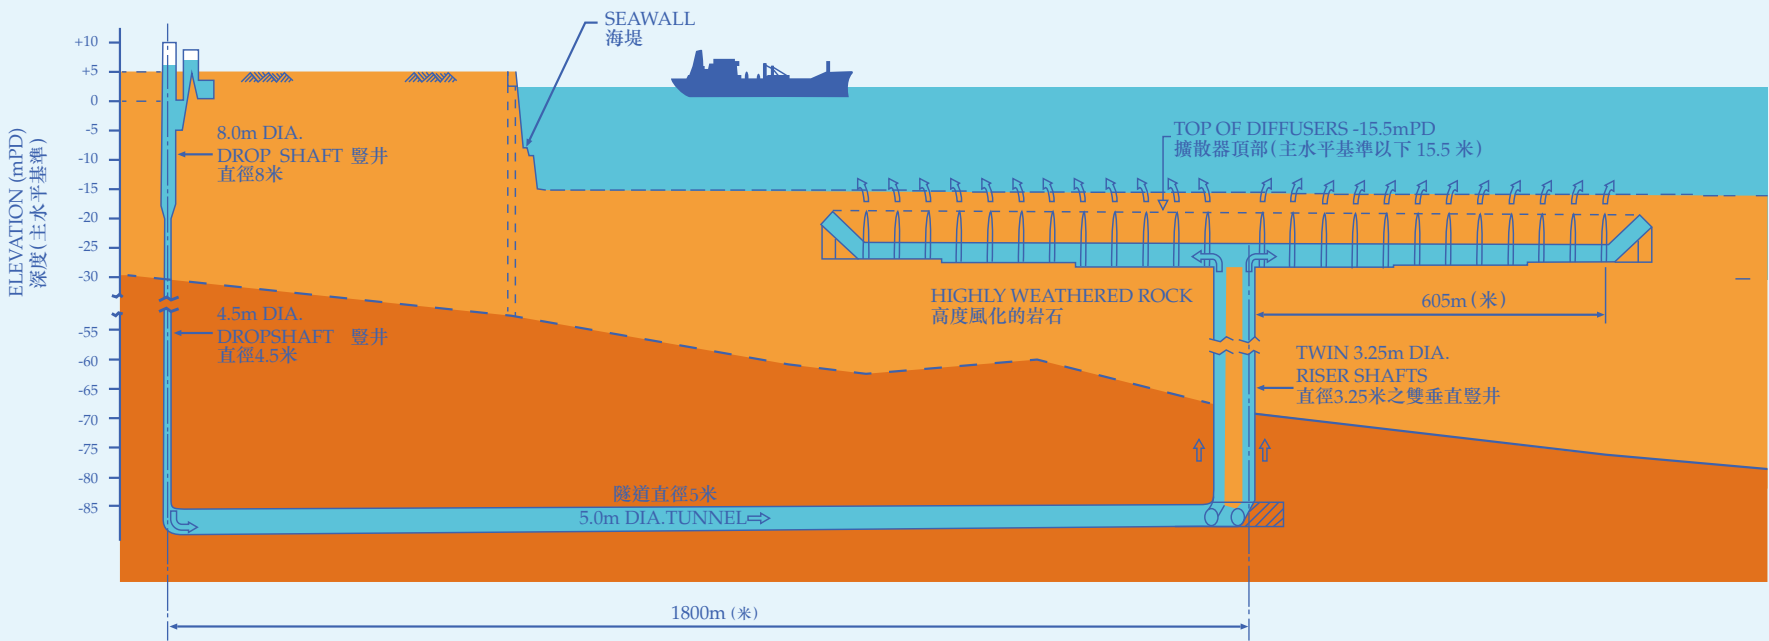 SEAWALL
海堤
+10
+5
0
-5
-10
-15
-20
-25
-30
-55
-60
-65
-70
-75
-80
-85
ELEVATION (mPD)
深度(主水平基準)
8.0m DIA.
DROP SHAFT 豎井
直徑8米
TOP OF DIFFUSERS -15.5mPD
擴散器頂部(主水平基準以下 15.5 米)
HIGHLY WEATHERED ROCK
高度風化的岩石
605m (米)
4.5m DIA.
DROPSHAFT 豎井
直徑4.5米
TWIN 3.25m DIA.
RISER SHAFTS
直徑3.25米之雙垂直豎井
隧道直徑5米
5.0m DIA.TUNNEL
1800m (米)